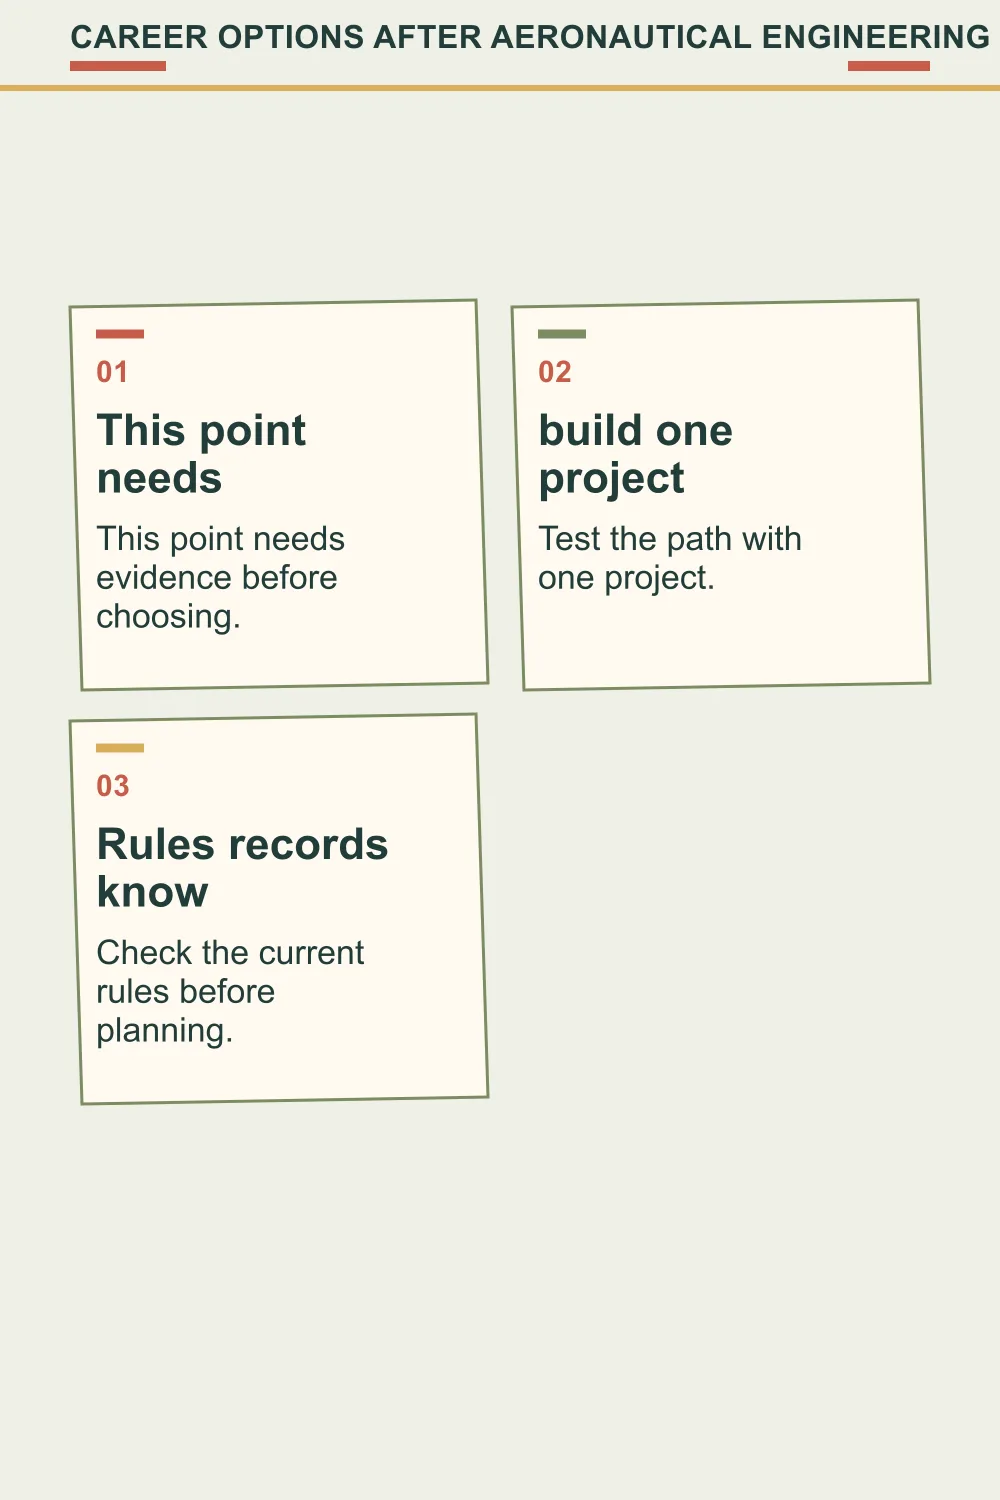 CAREER OPTIONS AFTER AERONAUTICAL ENGINEERING
01
This point
needs
This point needs
evidence before
choosing.
02
build one
project
Test the path with
one project.
03
Rules records
know
Check the current
rules before
planning.